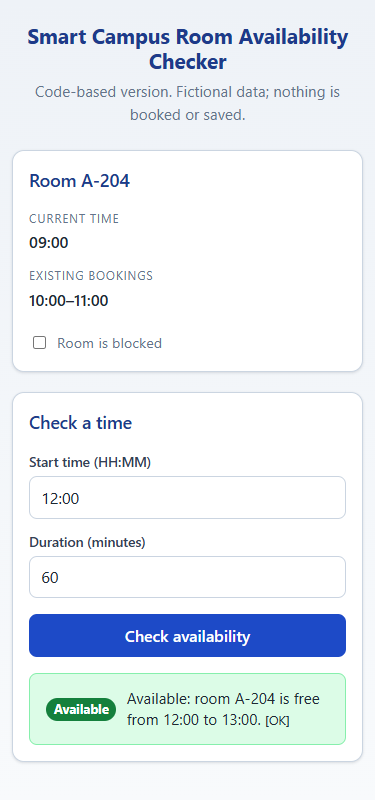 Smart Campus Room Availability
Checker
Code-based version. Fictional data; nothing is
booked or saved.
Room A-204
CURRENT TIME
09:00
EXISTING BOOKINGS
10:00–11:00
Room is blocked
Check a time
Start time (HH:MM)
12:00
Duration (minutes)
60
Check availability
Available
Available: room A-204 is free
from 12:00 to 13:00. [OK]